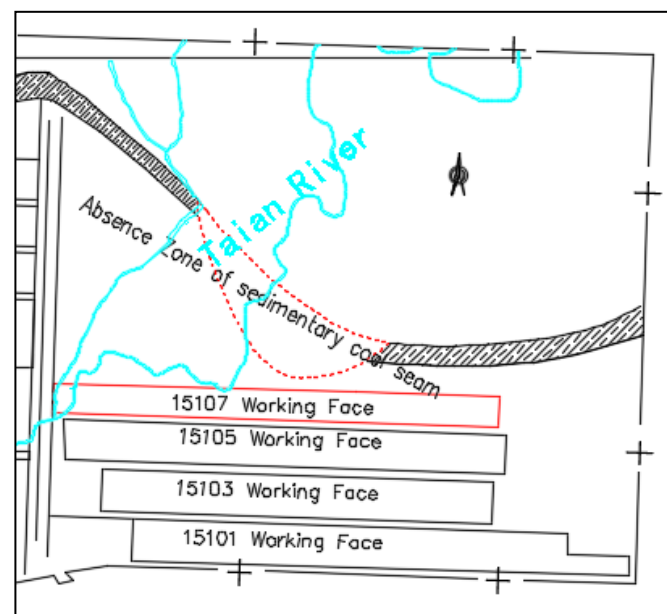 Taian River
Absence Zone of sedimentary coal seam
15107 Working Face
15105 Working Face
15103 Working Face
15101 Working Face